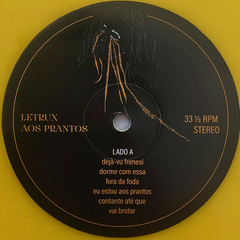 LETRUX
AOS PRANTOS
33 ⅓ RPM
STEREO
LADO A
déjà-vu frenesi
dorme com essa
fora da foda
eu estou aos prantos
contanto até que
vai brotar